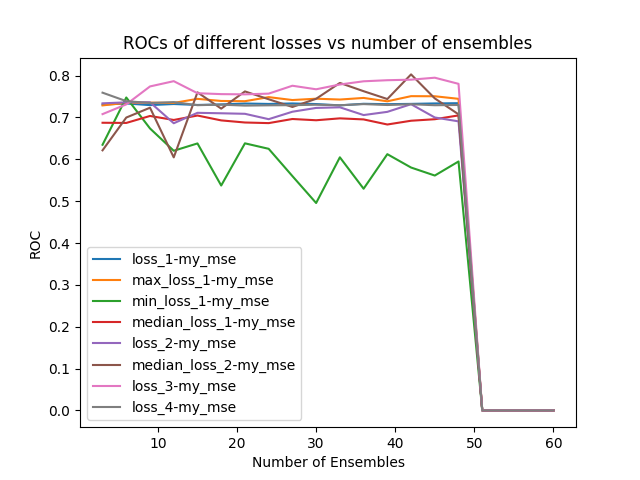 ROCs of different losses vs number of ensembles
ROC
0.8
0.7
0.6
0.5
0.4
0.3
0.2
0.1
0.0
loss_1-my_mse
max_loss_1-my_mse
min_loss_1-my_mse
median_loss_1-my_mse
loss_2-my_mse
median_loss_2-my_mse
loss_3-my_mse
loss_4-my_mse
10 20 30 40 50 60
Number of Ensembles